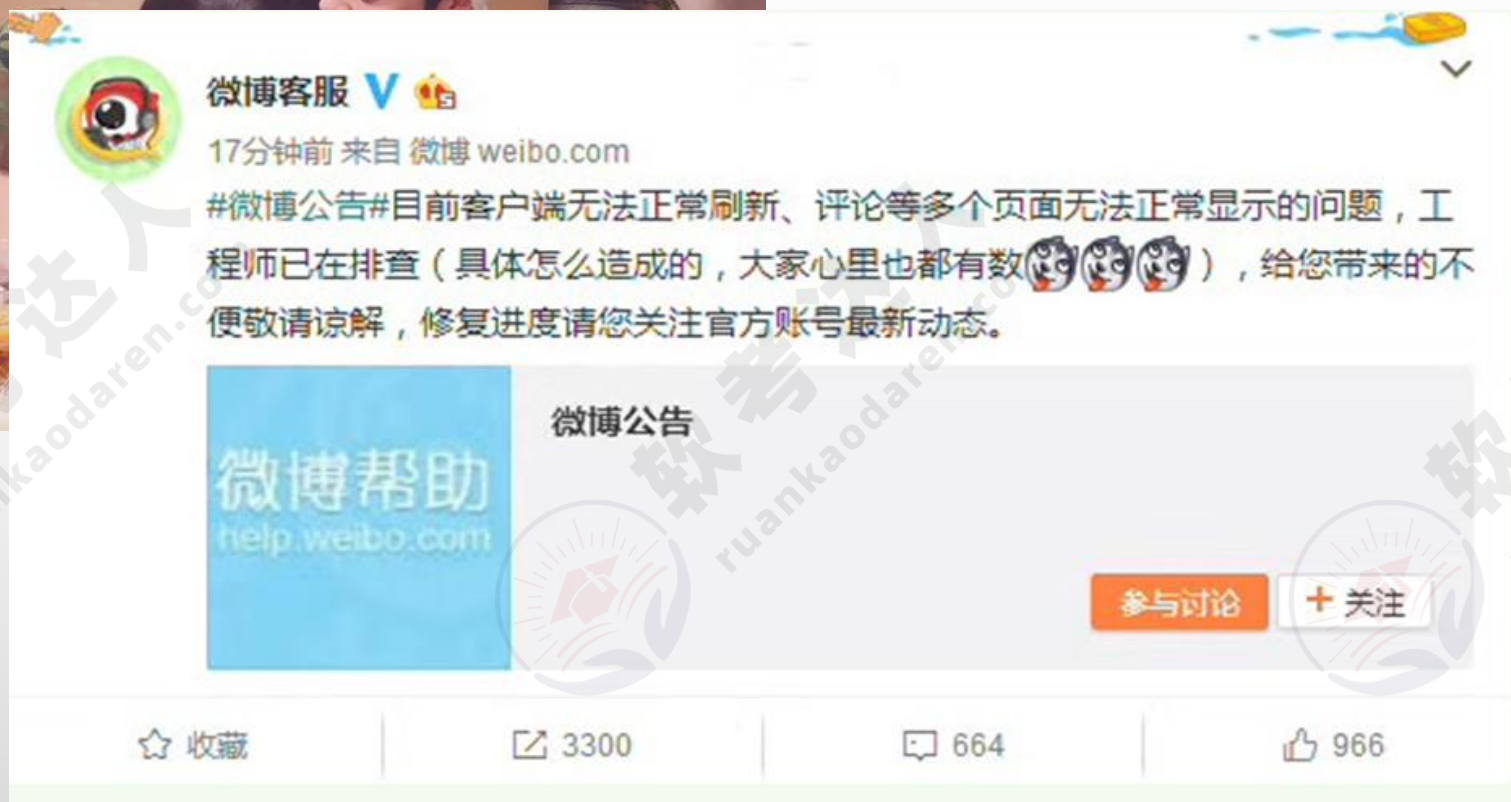 微博客服
17分钟前 来自 微博 weibo.com
#微博公告#目前客户端无法正常刷新、评论等多个页面无法正常显示的问题，工
程师已在排查（具体怎么造成的，大家心里也都有数），给您带来的不
便敬请谅解，修复进度请您关注官方账号最新动态。
微博帮助
help.weibo.com
微博公告
参与讨论
+ 关注
收藏
3300
664
966
软考达人
ruankaodaren.com